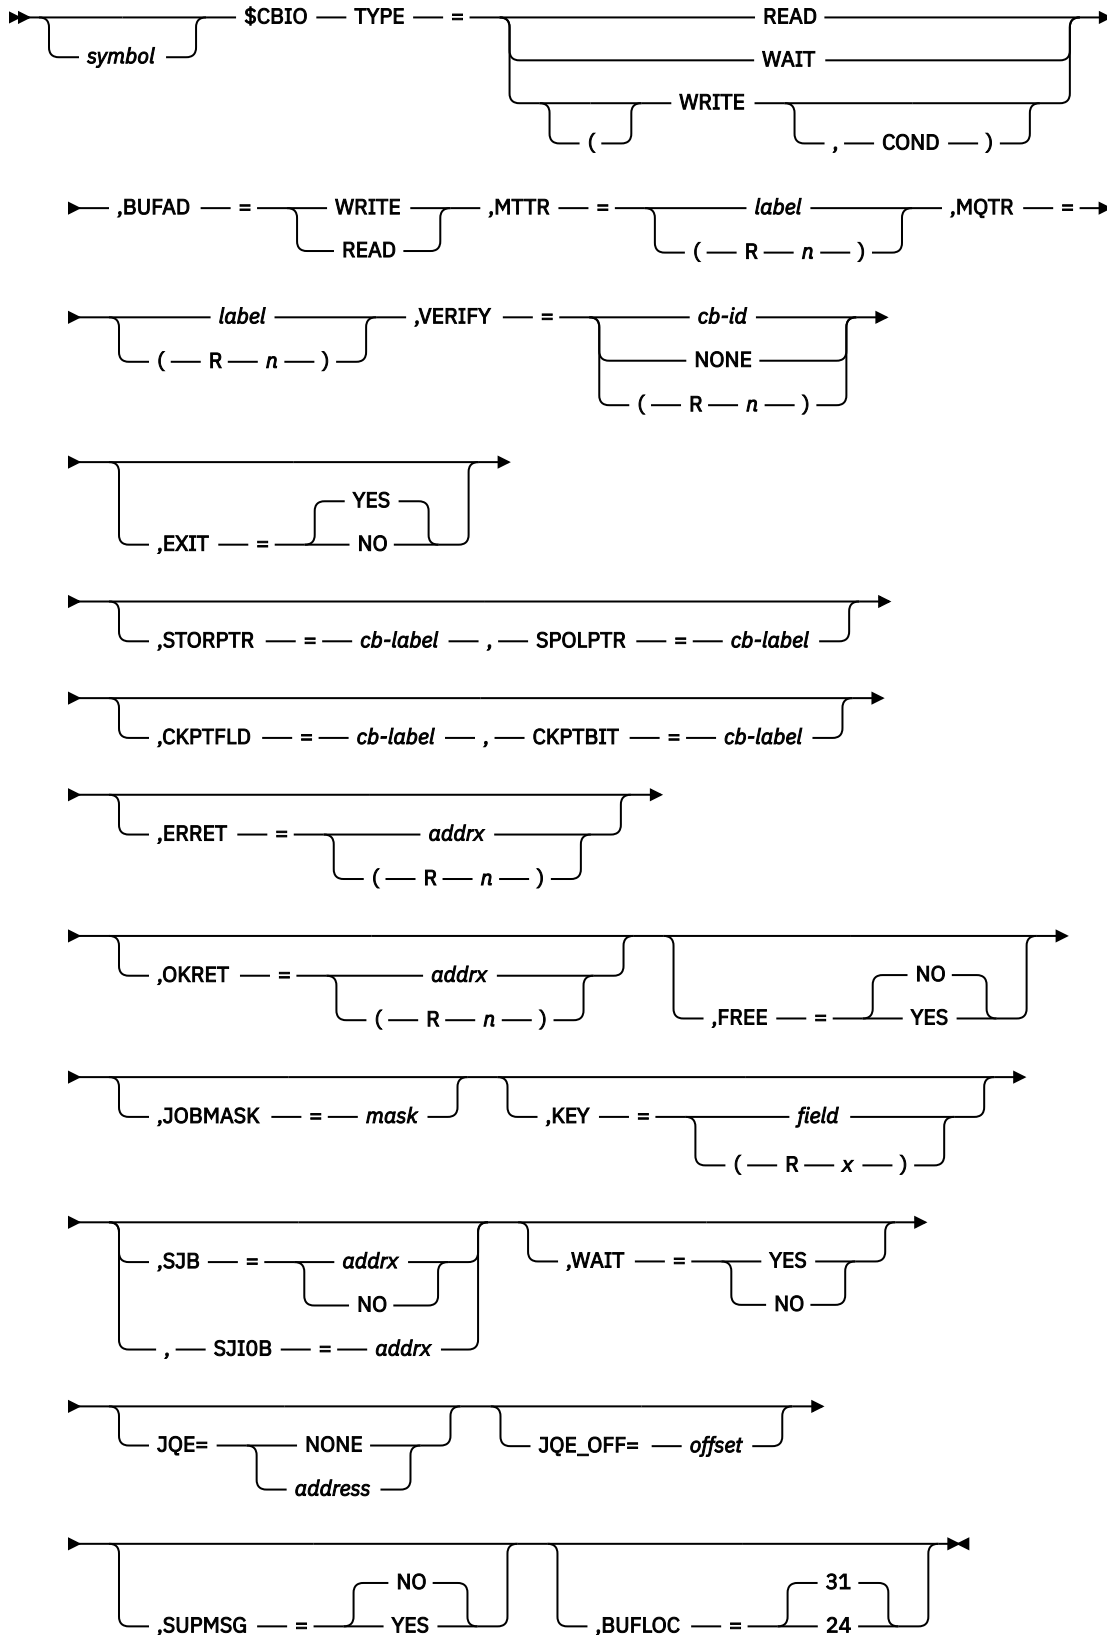 $CBIO TYPE = READ
symbol WAIT
WRITE
( , COND )
,BUFAD = WRITE ,MTTR = label ,MQTR =
READ ( R n )
label ,VERIFY = cb-id
( R n ) NONE
( R n )
YES
,EXIT = NO
,STORPTR = cb-label , SPOLPTR = cb-label
,CKPTFLD = cb-label , CKPTBIT = cb-label
,ERRET = addrx
( R n )
,OKRET = addrx NO
( R n ) ,FREE = YES
,JOBMASK = mask ,KEY = field
( R x )
,SJB = addrx ,WAIT = YES
NO NO
, SJIOB = addrx
JQE= NONE JQE_OFF= offset
address
NO 31
,SUPMSG = YES ,BUFLOC = 24